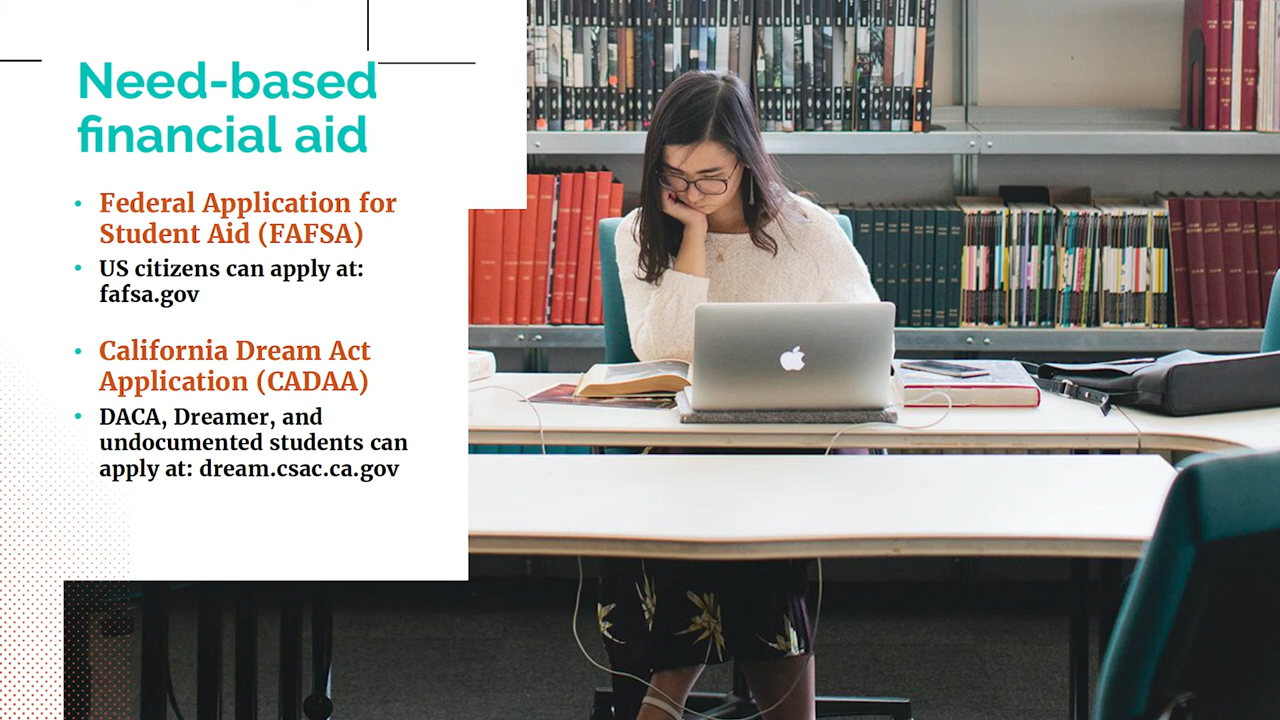 Need-based
financial aid
• Federal Application for
Student Aid (FAFSA)
• US citizens can apply at:
fafsa.gov
• California Dream Act
Application (CADAA)
• DACA, Dreamer, and
undocumented students can
apply at: dream.csac.ca.gov